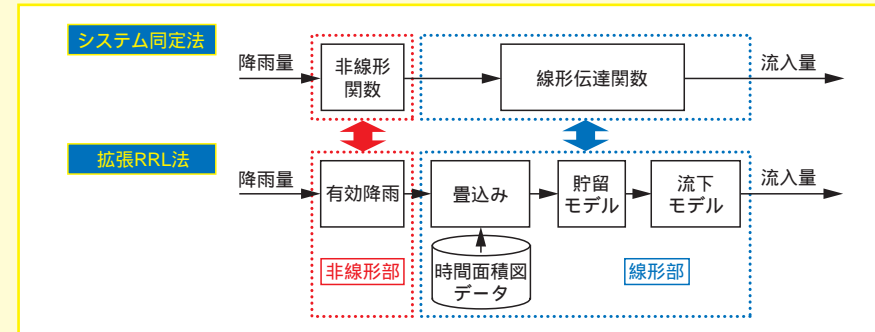 システム同定法
降雨量
非線形
関数
線形伝達関数
流入量
拡張RRL法
降雨量
有効降雨
畳込み
貯留
モデル
流下
モデル
流入量
非線形部
時間面積図
データ
線形部